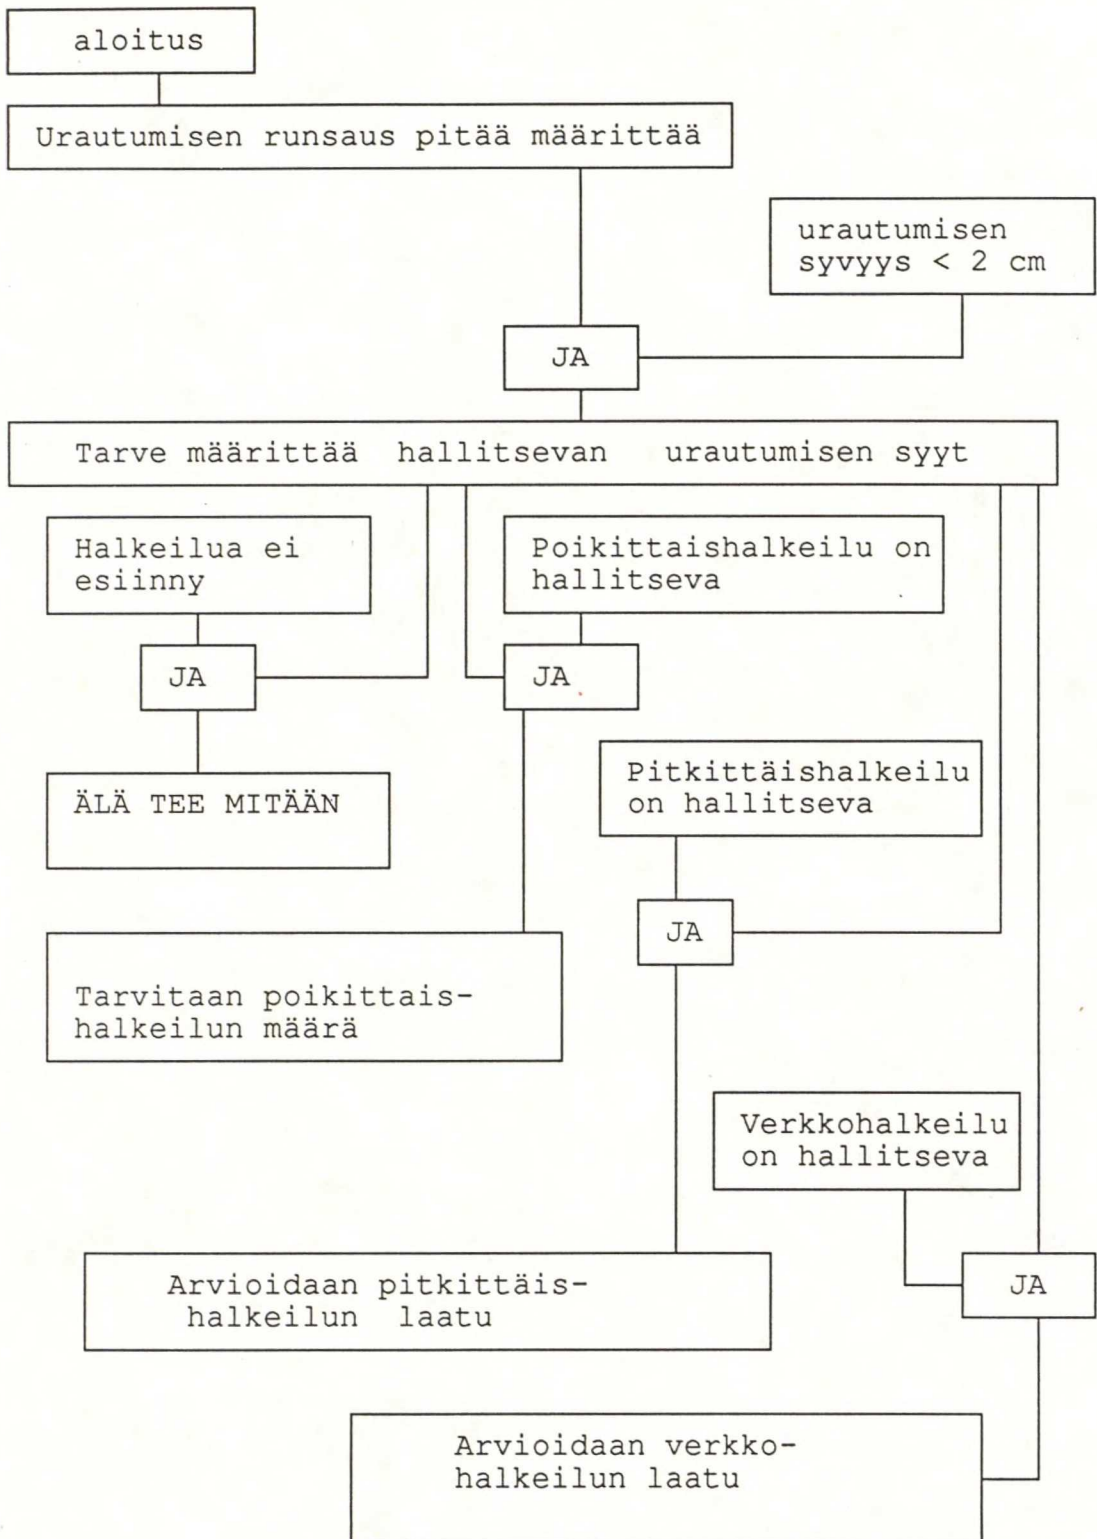 aloitus
Urautumisen runsaus pitää määrittää
urautumisen
syvyys < 2 cm
JA
Tarve määrittää hallitsevan urautumisen syyt
Halkeilua ei
esiinny
Poikittaishalkeilu on
hallitseva
JA
JA
Pitkittäishalkeilu
on hallitseva
ÄLÄ TEE MITÄÄN
JA
Tarvitaan poikittais-
halkeilun määrä
Verkkohalkeilu
on hallitseva
Arvioidaan pitkittäis-
halkeilun laatu
JA
Arvioidaan verkko-
halkeilun laatu